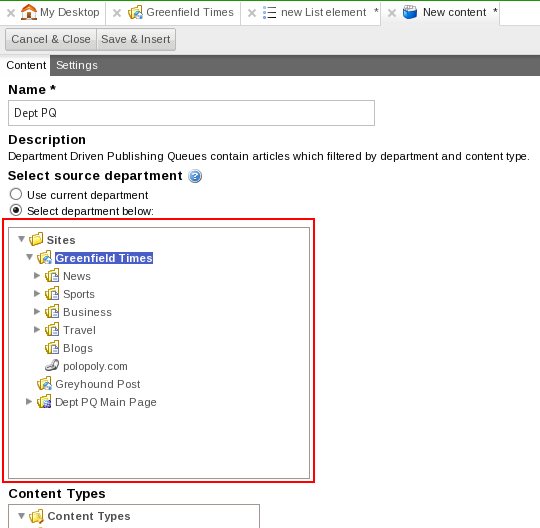 My Desktop Greenfield Times new List element * New content *
Cancel & Close Save & Insert
Content Settings
Name *
Dept PQ
Description
Department Driven Publishing Queues contain articles which filtered by department and content type.
Select source department ?
Use current department
Select department below:
Sites
Greenfield Times
News
Sports
Business
Travel
Blogs
polopoly.com
Greyhound Post
Dept PQ Main Page
Content Types
Content Types